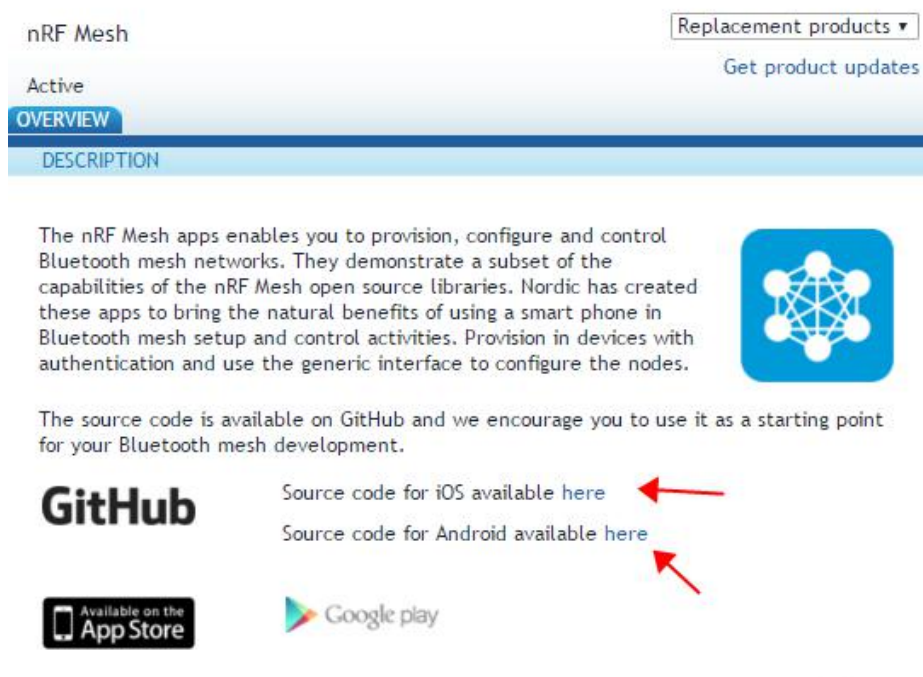 nRF Mesh
Replacement products ▾
Get product updates
Active
OVERVIEW
DESCRIPTION
The nRF Mesh apps enables you to provision, configure and control
Bluetooth mesh networks. They demonstrate a subset of the
capabilities of the nRF Mesh open source libraries. Nordic has created
these apps to bring the natural benefits of using a smart phone in
Bluetooth mesh setup and control activities. Provision in devices with
authentication and use the generic interface to configure the nodes.
The source code is available on GitHub and we encourage you to use it as a starting point
for your Bluetooth mesh development.
GitHub
Source code for iOS available here
Source code for Android available here
Available on the
App Store
Google play